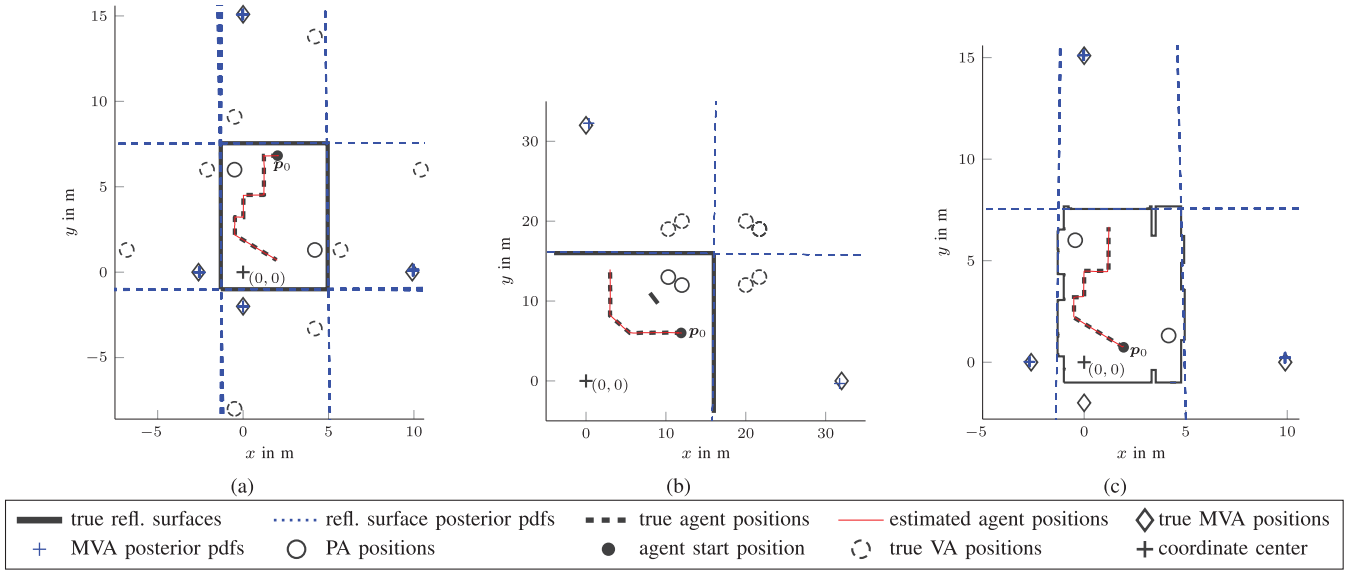 15
10
5
0
−5
y in m
p0
(0, 0)
−5
0
5
10
x in m
(a)
30
20
10
0
y in m
p0
(0, 0)
0
10
20
30
x in m
(b)
15
10
5
0
y in m
p0
(0, 0)
−5
0
5
10
x in m
(c)
true refl. surfaces
refl. surface posterior pdfs
true agent positions
estimated agent positions
true MVA positions
MVA posterior pdfs
PA positions
agent start position
true VA positions
coordinate center